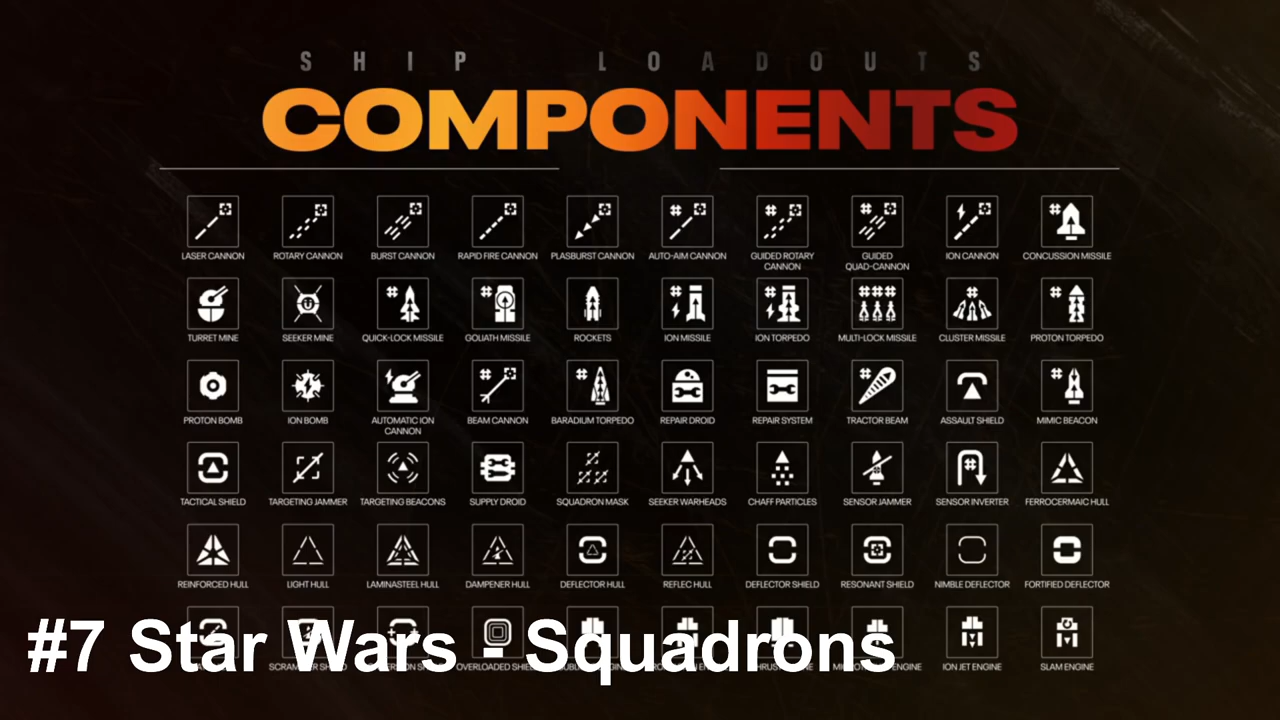 SHIP LOADOUTS
COMPONENTS
LASER CANNON ROTARY CANNON BURST CANNON RAPID FIRE CANNON PLASBURST CANNON AUTO-AIM CANNON GUIDED ROTARY CANNON GUIDED QUAD-CANNON ION CANNON CONCUSSION MISSILE
TURRET MINE SEEKER MINE QUICK-LOCK MISSILE GOLIATH MISSILE ROCKETS ION MISSILE ION TORPEDO MULTI-LOCK MISSILE CLUSTER MISSILE PROTON TORPEDO
PROTON BOMB ION BOMB AUTOMATIC ION CANNON BEAM CANNON BARADIUM TORPEDO REPAIR DROID REPAIR SYSTEM TRACTOR BEAM ASSAULT SHIELD MIMIC BEACON
TACTICAL SHIELD TARGETING JAMMER TARGETING BEACONS SUPPLY DROID SQUADRON MASK SEEKER WARHEADS CHAFF PARTICLES SENSOR JAMMER SENSOR INVERTER FERROCERMAIC HULL
REINFORCED HULL LIGHT HULL LAMINASTEEL HULL DAMPENER HULL DEFLECTOR HULL REFLEC HULL DEFLECTOR SHIELD RESONANT SHIELD NIMBLE DEFLECTOR FORTIFIED DEFLECTOR
OVERLOADED ENGINE ION JET ENGINE SLAM ENGINE
#7 Star Wars - Squadrons